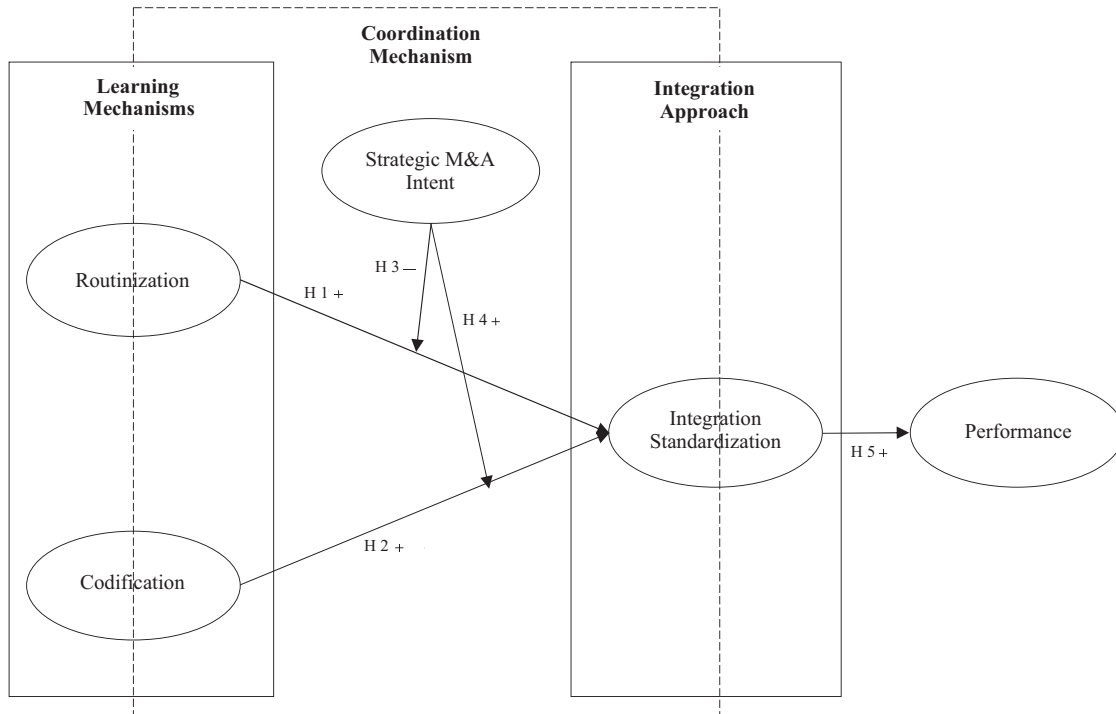 Coordination
Mechanism
Learning
Mechanisms
Integration
Approach
Strategic M&A
Intent
Routinization
H 3 —
H 1 +
H 4 +
Integration
Standardization
Performance
H 5 +
H 2 +
Codification